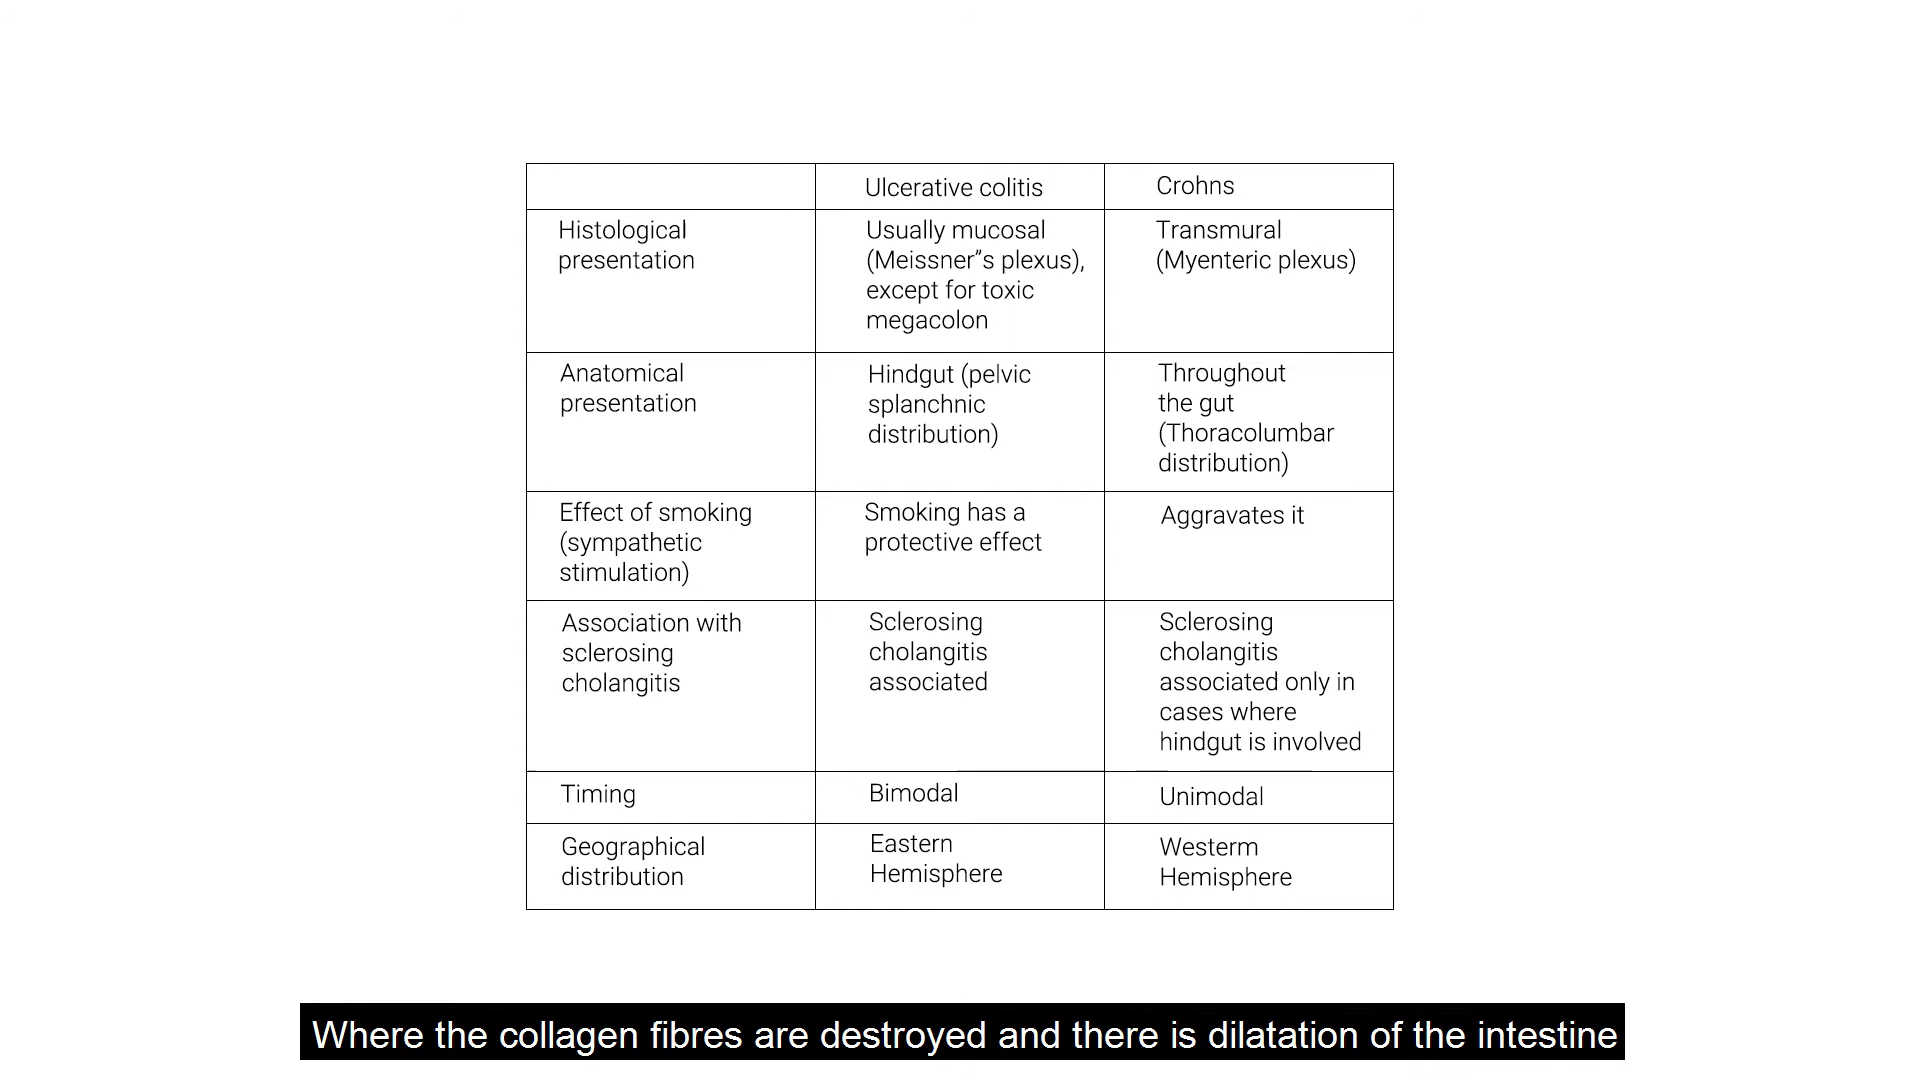 Ulcerative colitis
Crohns
Histological
presentation
Usually mucosal
(Meissner”s plexus),
except for toxic
megacolon
Transmural
(Myenteric plexus)
Anatomical
presentation
Hindgut (pelvic
splanchnic
distribution)
Throughout
the gut
(Thoracolumbar
distribution)
Effect of smoking
(sympathetic
stimulation)
Smoking has a
protective effect
Aggravates it
Association with
sclerosing
cholangitis
Sclerosing
cholangitis
associated
Sclerosing
cholangitis
associated only in
cases where
hindgut is involved
Timing
Bimodal
Unimodal
Geographical
distribution
Eastern
Hemisphere
Westerm
Hemisphere
Where the collagen fibres are destroyed and there is dilatation of the intestine